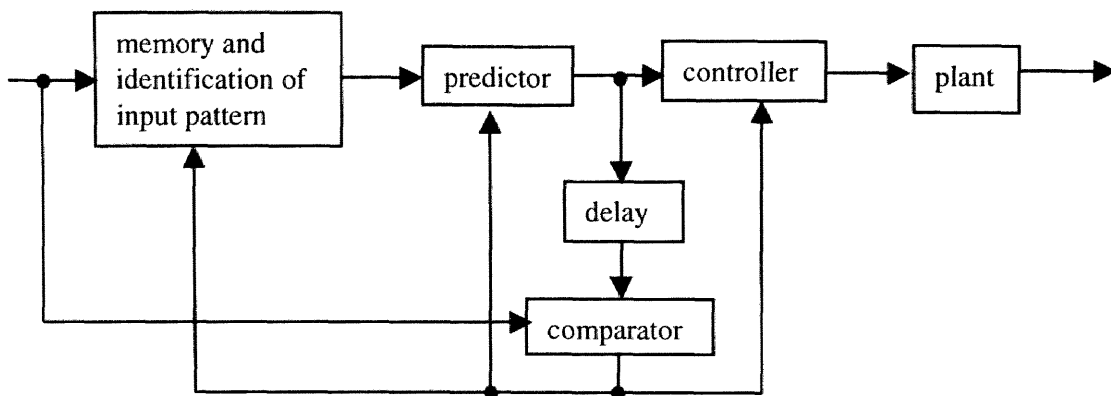 memory and
identification of
input pattern
predictor
controller
plant
delay
comparator